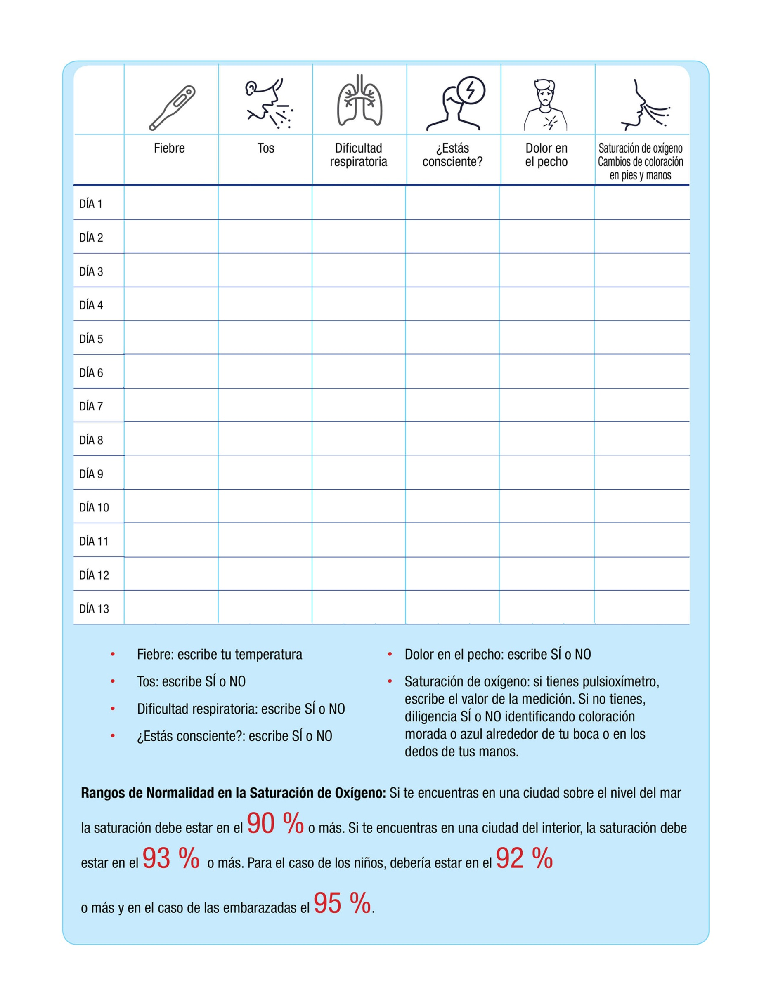 Fiebre
Tos
Dificultad
respiratoria
¿Estás
consciente?
Dolor en
el pecho
Saturación de oxígeno
Cambios de coloración
en pies y manos
DÍA 1
DÍA 2
DÍA 3
DÍA 4
DÍA 5
DÍA 6
DÍA 7
DÍA 8
DÍA 9
DÍA 10
DÍA 11
DÍA 12
DÍA 13
• Fiebre: escribe tu temperatura
• Tos: escribe SÍ o NO
• Dificultad respiratoria: escribe SÍ o NO
• ¿Estás consciente?: escribe SÍ o NO
• Dolor en el pecho: escribe SÍ o NO
• Saturación de oxígeno: si tienes pulsioxímetro,
escribe el valor de la medición. Si no tienes,
diligencia SÍ o NO identificando coloración
morada o azul alrededor de tu boca o en los
dedos de tus manos.
Rangos de Normalidad en la Saturación de Oxígeno: Si te encuentras en una ciudad sobre el nivel del mar
la saturación debe estar en el 90 % o más. Si te encuentras en una ciudad del interior, la saturación debe
estar en el 93 % o más. Para el caso de los niños, debería estar en el 92 %
o más y en el caso de las embarazadas el 95 %.